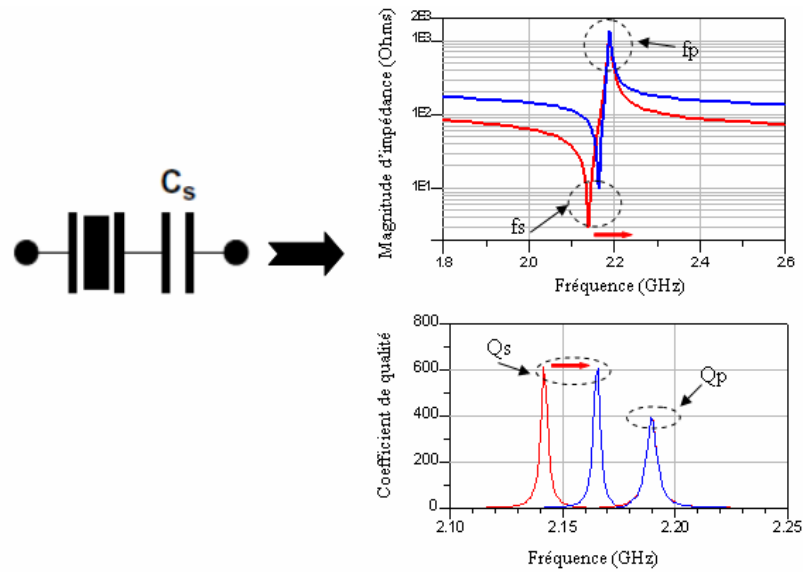 Cs
Magnitude d'impédance (Ohms)
2E3
1E3
1E2
1E1
fp
fs
1.8
2.0
2.2
2.4
2.6
Fréquence (GHz)
Coefficient de qualité
800
600
400
200
0
Qs
Qp
2.10
2.15
2.20
2.25
Fréquence (GHz)